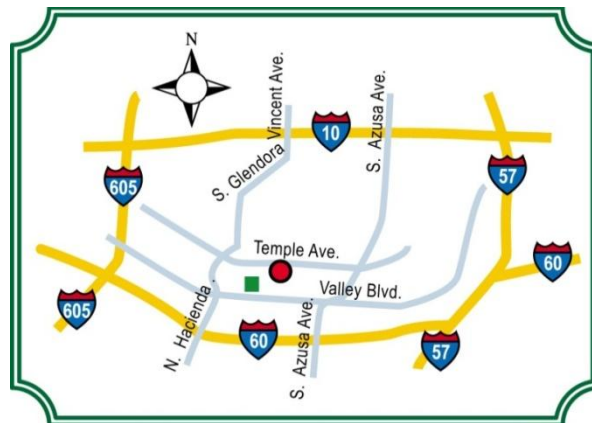 N
Vincent Ave.
10
S. Azusa Ave.
S. Glendora
605
57
Temple Ave.
60
Valley Blvd.
N. Hacienda.
605
60
S. Azusa Ave.
57